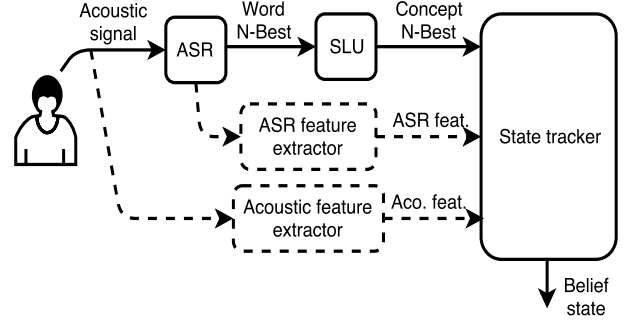 Acoustic
signal
ASR
Word
N-Best
SLU
Concept
N-Best
State tracker
ASR feature
extractor
ASR feat.
Acoustic feature
extractor
Aco. feat.
Belief
state